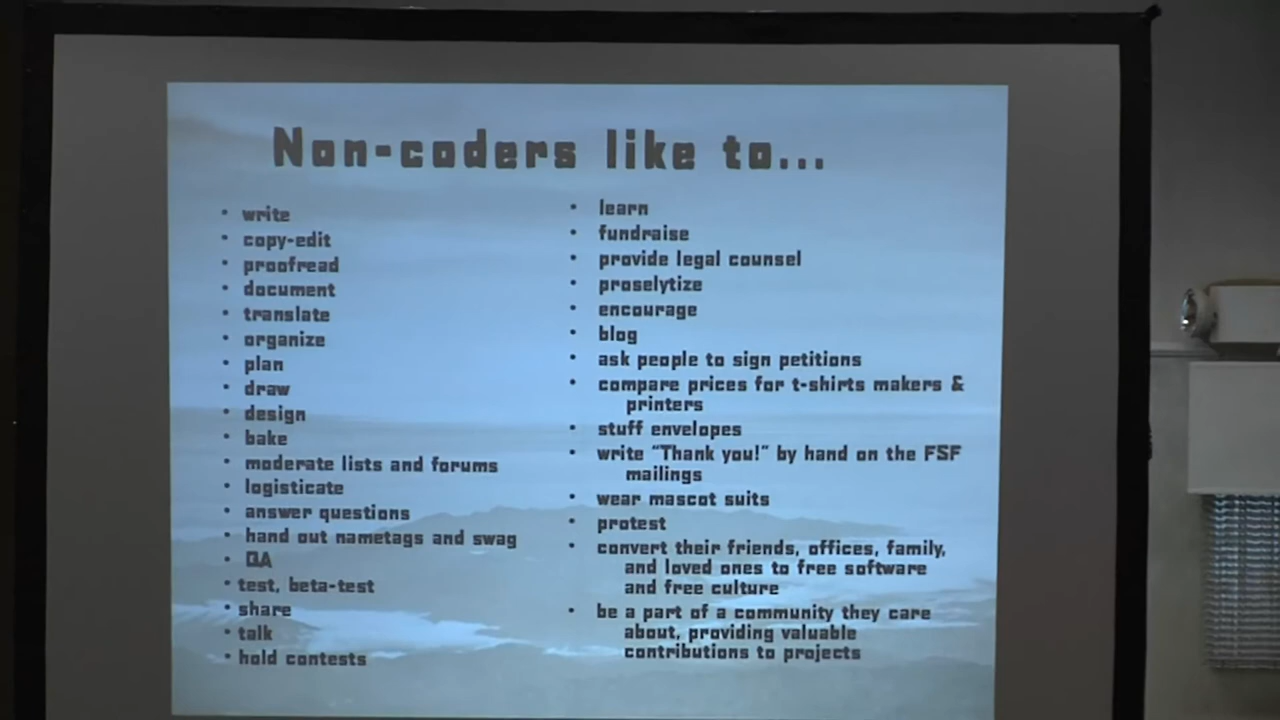 Non-coders like to...
• write
• copy-edit
• proofread
• document
• translate
• organize
• plan
• draw
• design
• bake
• moderate lists and forums
• logisticate
• answer questions
• hand out nametags and swag
• QA
• test, beta-test
• share
• talk
• hold contests
• learn
• fundraise
• provide legal counsel
• proselytize
• encourage
• blog
• ask people to sign petitions
• compare prices for t-shirts makers &
printers
• stuff envelopes
• write "Thank you!" by hand on the FSF
mailings
• wear mascot suits
• protest
• convert their friends, offices, family,
and loved ones to free software
and free culture
• be a part of a community they care
about, providing valuable
contributions to projects